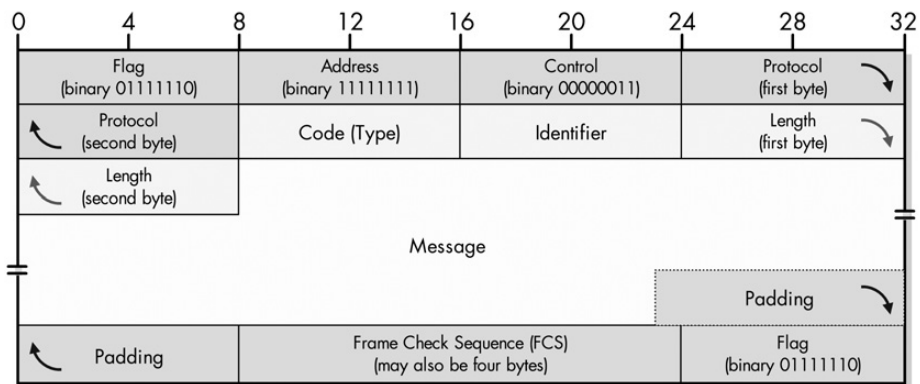 0 4 8 12 16 20 24 28 32
Flag Address Control Protocol
(binary 01111110) (binary 11111111) (binary 00000011) (first byte)
Protocol Code (Type) Identifier Length
(second byte) (first byte)
Length
(second byte)
Message
Padding
Padding Frame Check Sequence (FCS) Flag
(may also be four bytes) (binary 01111110)